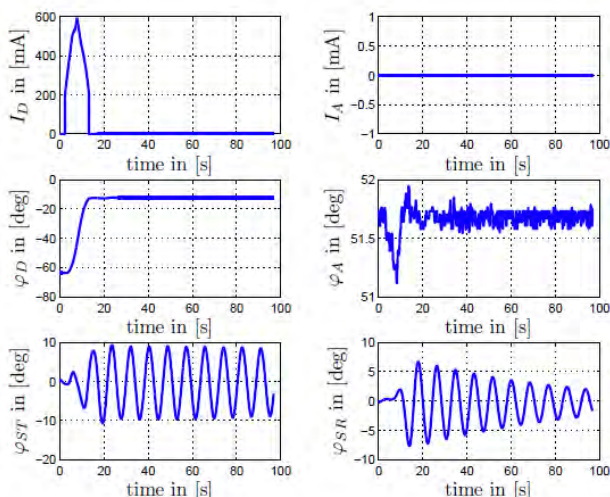 600
400
200
0
0 20 40 60 80 100
I_D in [mA]
time in [s]
1
0.5
0
−0.5
−1
0 20 40 60 80 100
I_A in [mA]
time in [s]
0
−20
−40
−60
−80
0 20 40 60 80 100
φ_D in [deg]
time in [s]
52
51.5
51
0 20 40 60 80 100
φ_A in [deg]
time in [s]
10
0
−10
−20
0 20 40 60 80 100
φ_ST in [deg]
time in [s]
10
5
0
−5
−10
0 20 40 60 80 100
φ_SR in [deg]
time in [s]